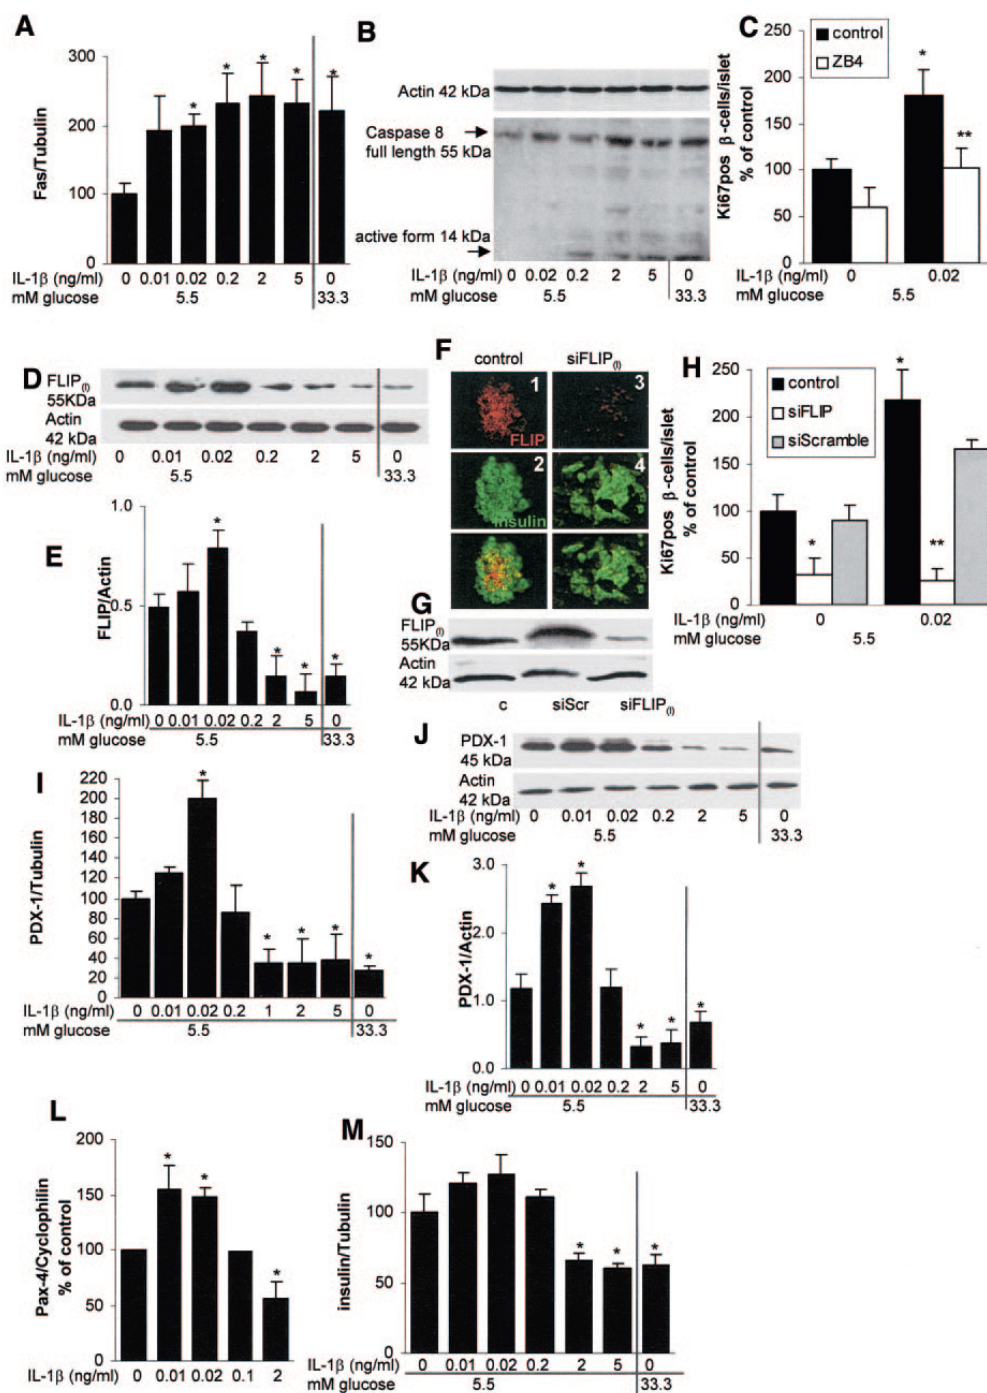 A
Fas/Tubulin
300
200
100
0
* * * * *
IL-1β (ng/ml) 0 0.01 0.02 0.2 2 5 0
mM glucose 5.5 33.3
B
Actin 42 kDa
Caspase 8
full length 55 kDa
active form 14 kDa
IL-1β (ng/ml) 0 0.02 0.2 2 5 0
mM glucose 5.5 33.3
C
control
ZB4
Ki67pos β-cells/islet
% of control
250
200
150
100
50
0
* **
IL-1β (ng/ml) 0 0.02
mM glucose 5.5
D
FLIP(l)
55KDa
Actin
42 kDa
IL-1β (ng/ml) 0 0.01 0.02 0.2 2 5 0
mM glucose 5.5 33.3
E
FLIP/Actin
1.0
0.5
0.0
* * * *
IL-1β (ng/ml) 0 0.01 0.02 0.2 2 5 0
mM glucose 5.5 33.3
F
control siFLIP(l)
1 3
FLIP
2 4
insulin
G
FLIP(l)
55KDa
Actin
42 kDa
c siScr siFLIP(l)
H
control
siFLIP
siScramble
Ki67pos β-cells/islet
% of control
250
200
150
100
50
0
* * **
IL-1β (ng/ml) 0 0.02
mM glucose 5.5
I
PDX-1/Tubulin
220
200
180
160
140
120
100
80
60
40
20
0
* * * * *
IL-1β (ng/ml) 0 0.01 0.02 0.2 1 2 5 0
mM glucose 5.5 33.3
J
PDX-1
45 kDa
Actin
42 kDa
IL-1β (ng/ml) 0 0.01 0.02 0.2 2 5 0
mM glucose 5.5 33.3
K
PDX-1/Actin
3.0
2.0
1.0
0.0
* * * * *
IL-1β (ng/ml) 0 0.01 0.02 0.2 2 5 0
mM glucose 5.5 33.3
L
Pax-4/Cyclophilin
% of control
200
150
100
50
0
* * *
IL-1β (ng/ml) 0 0.01 0.02 0.1 2
M
insulin/Tubulin
150
100
50
0
* * *
IL-1β (ng/ml) 0 0.01 0.02 0.2 2 5 0
mM glucose 5.5 33.3